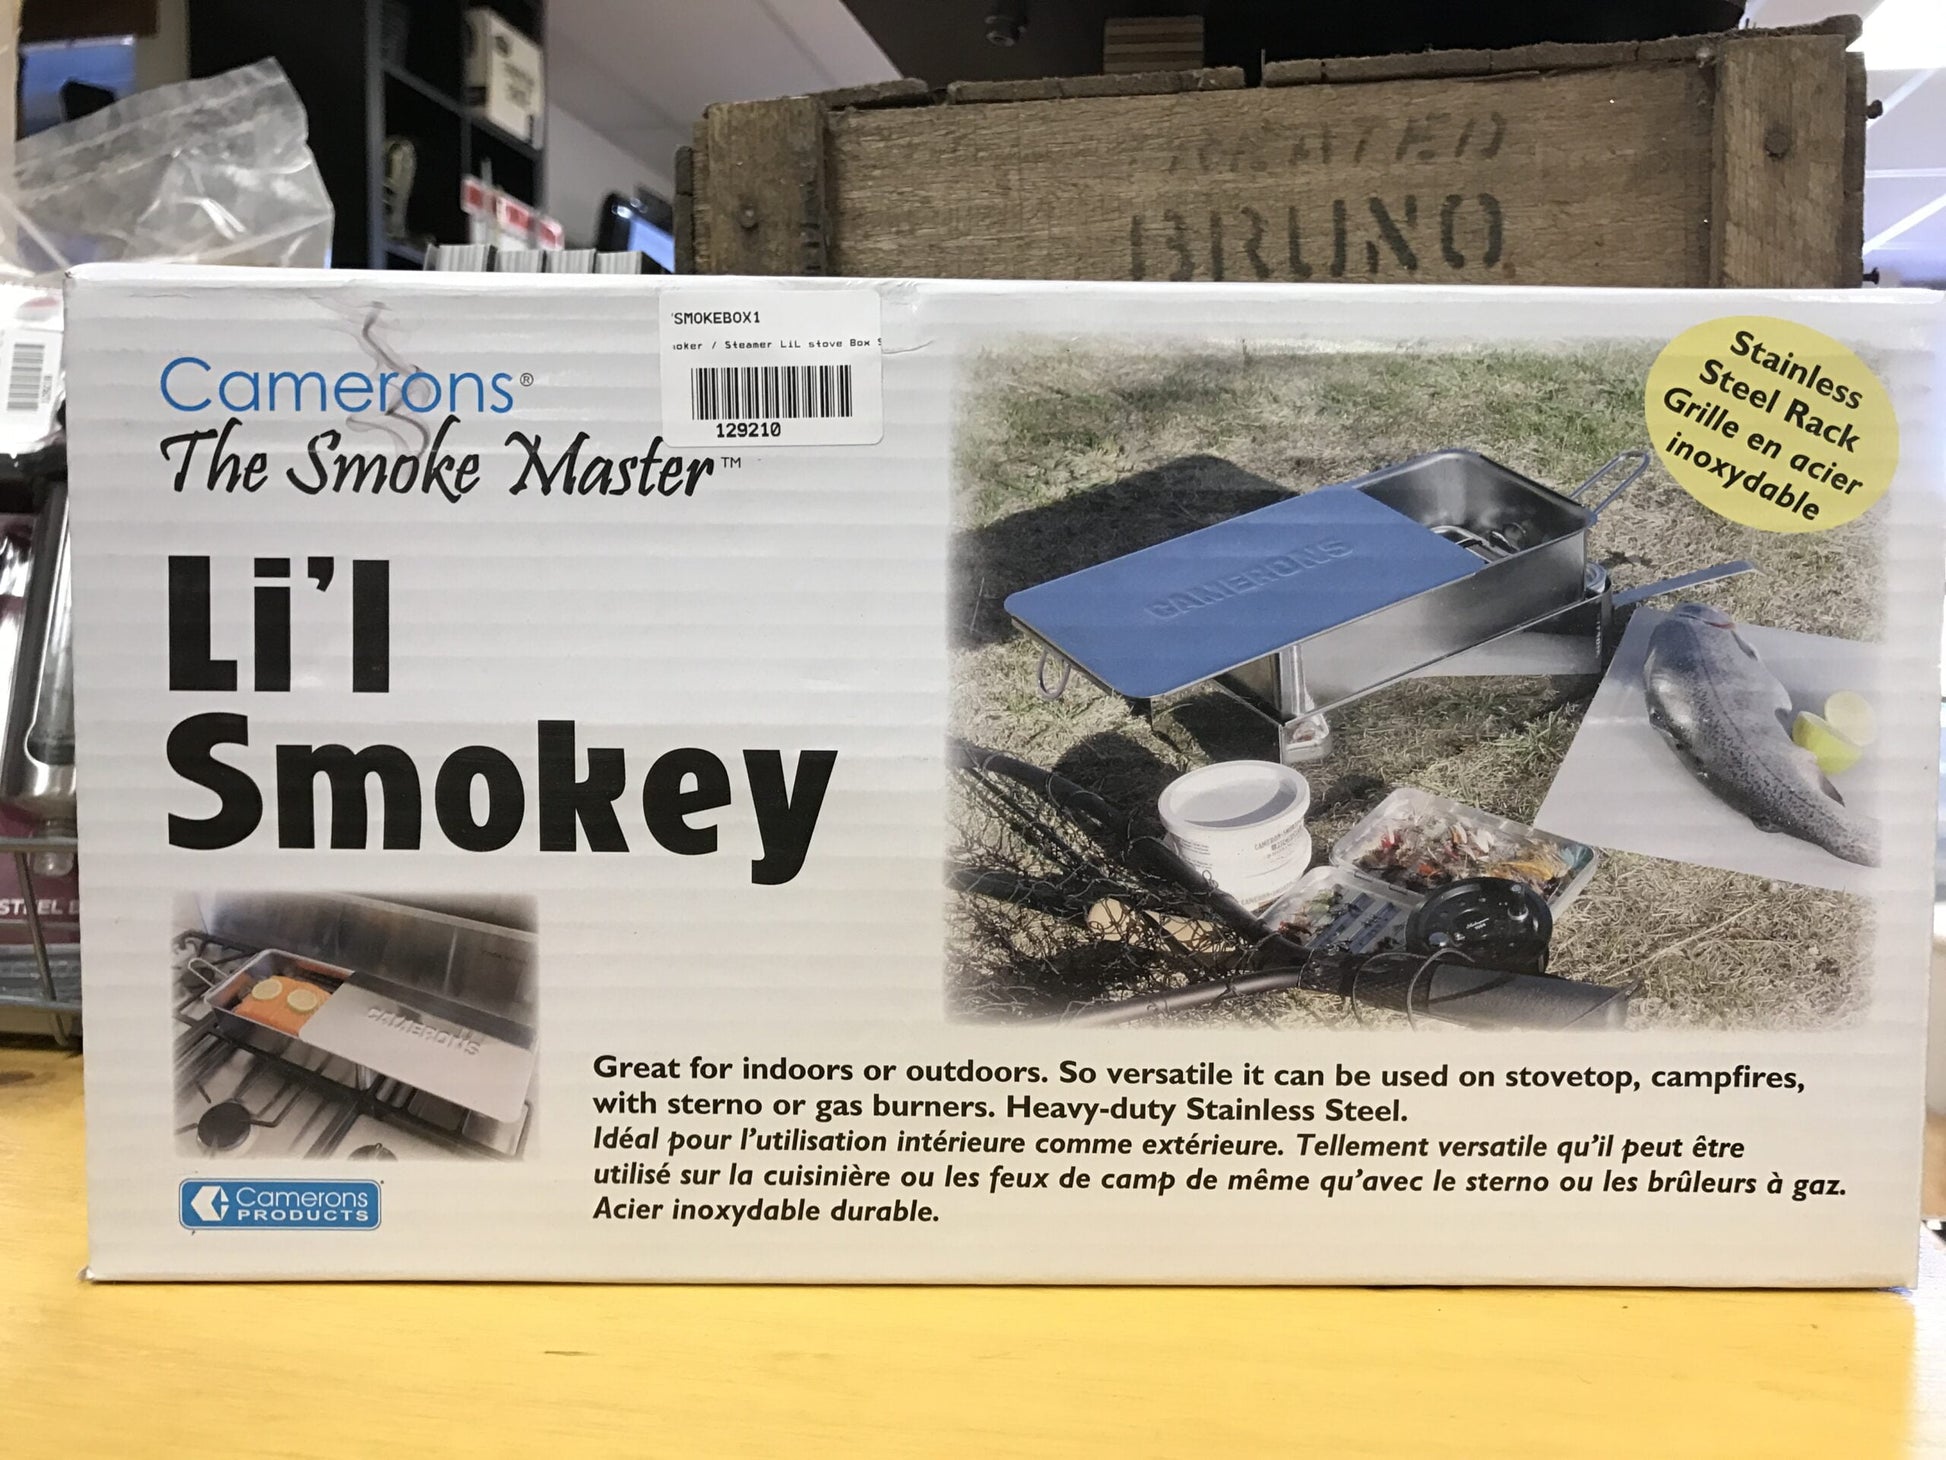 BRUNO
'SMOKEBOX1
oker / Steamer LiL stove Box
129210
Camerons®
The Smoke Master™
Li'l
Smokey
Stainless
Steel Rack
Grille en acier
inoxydable
CAMERON'S
CAMERON'S
Great for indoors or outdoors. So versatile it can be used on stovetop, campfires,
with sterno or gas burners. Heavy-duty Stainless Steel.
Idéal pour l'utilisation intérieure comme extérieure. Tellement versatile qu'il peut être
utilisé sur la cuisinière ou les feux de camp de même qu'avec le sterno ou les brûleurs à gaz.
Acier inoxydable durable.
Camerons
PRODUCTS